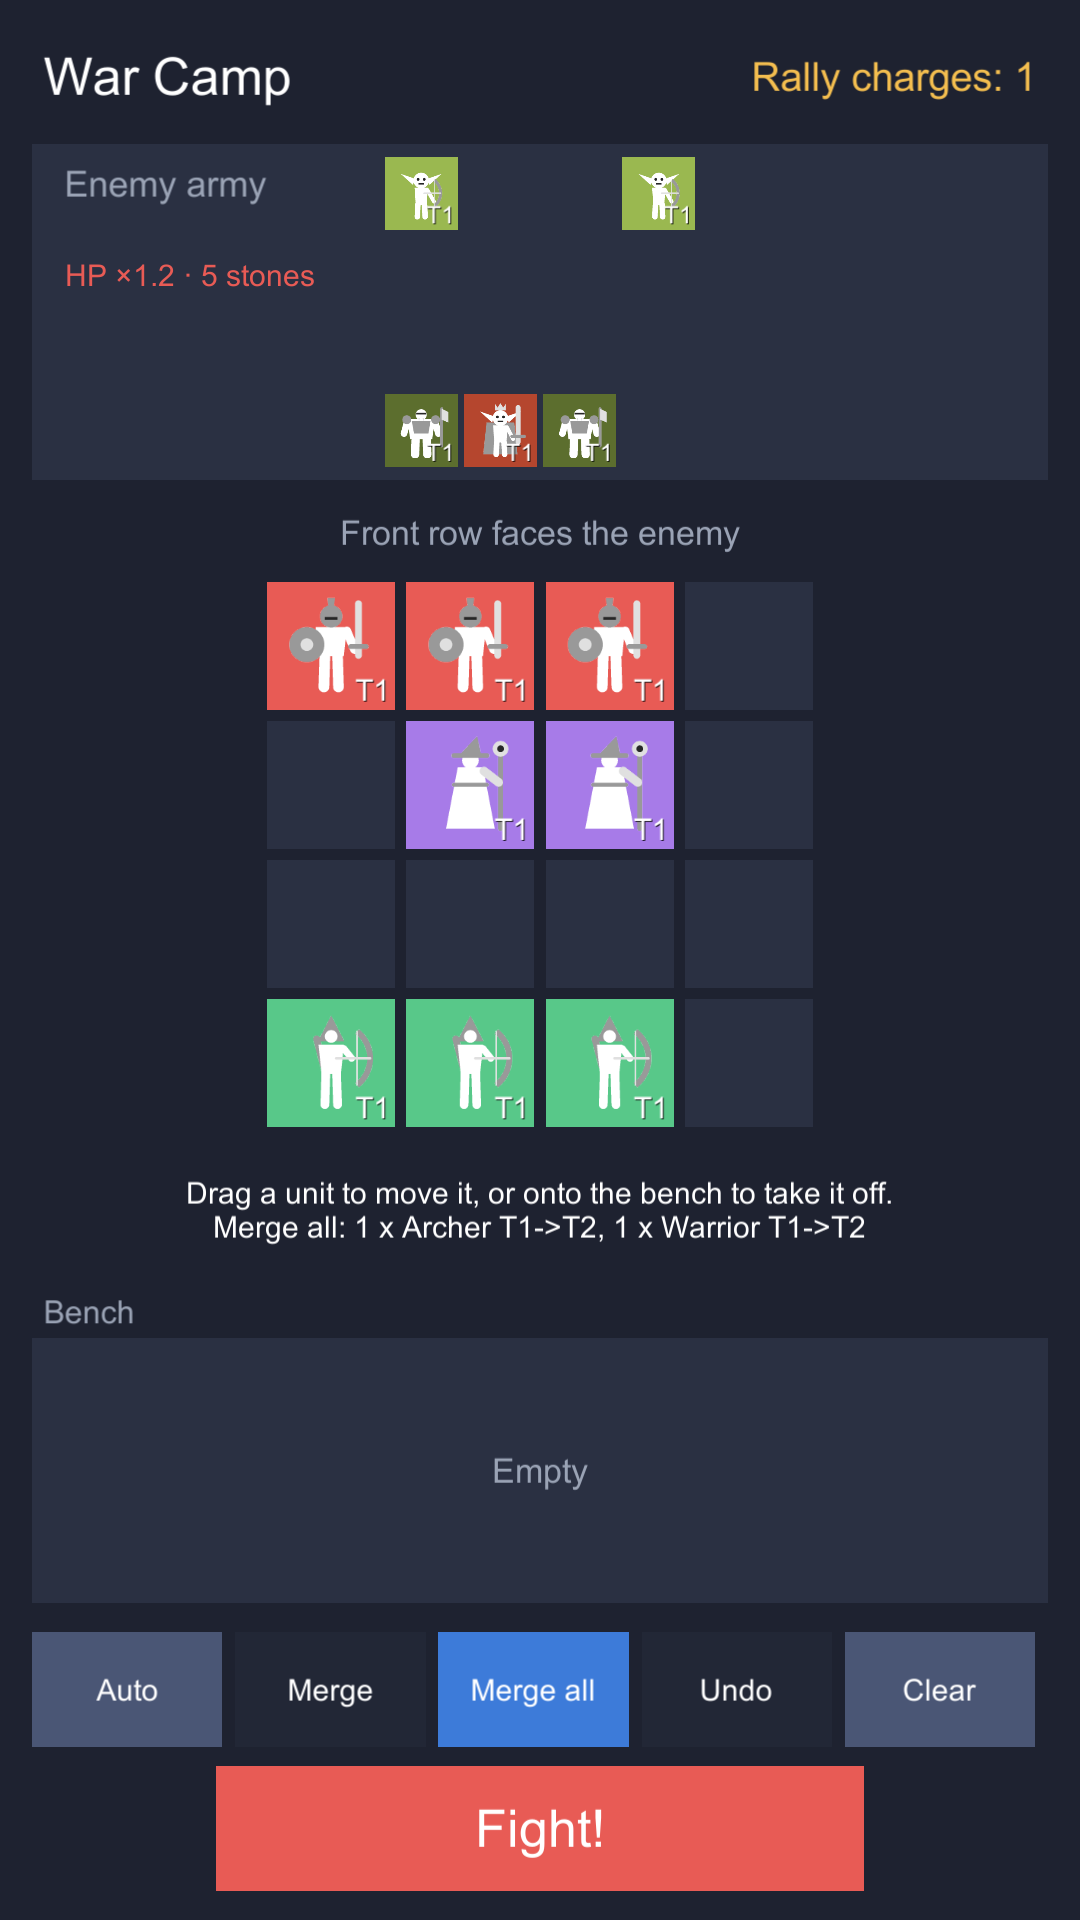 War Camp
Rally charges: 1
Enemy army
T1
T1
HP ×1.2 · 5 stones
T1
T1
T1
Front row faces the enemy
T1
T1
T1
T1
T1
T1
T1
T1
Drag a unit to move it, or onto the bench to take it off.
Merge all: 1 x Archer T1->T2, 1 x Warrior T1->T2
Bench
Empty
Auto
Merge
Merge all
Undo
Clear
Fight!